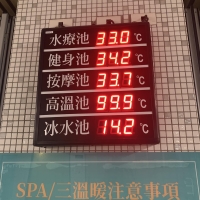 水療池 33.0 °C
健身池 34.2 °C
按摩池 33.7 °C
高溫池 99.9 °C
冰水池 14.2 °C
SPA/三溫暖注意事項